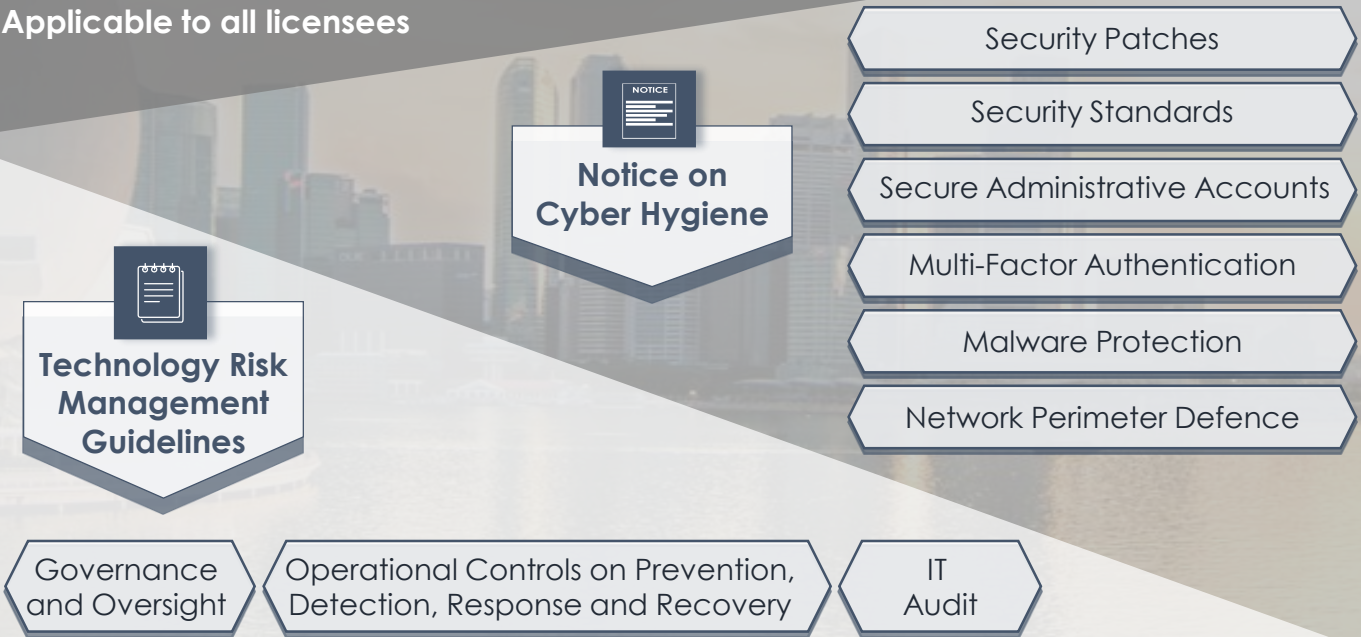 Applicable to all licensees
NOTICE
Notice on
Cyber Hygiene
Security Patches
Security Standards
Secure Administrative Accounts
Multi-Factor Authentication
Malware Protection
Network Perimeter Defence
Technology Risk
Management
Guidelines
Governance
and Oversight
Operational Controls on Prevention,
Detection, Response and Recovery
IT
Audit